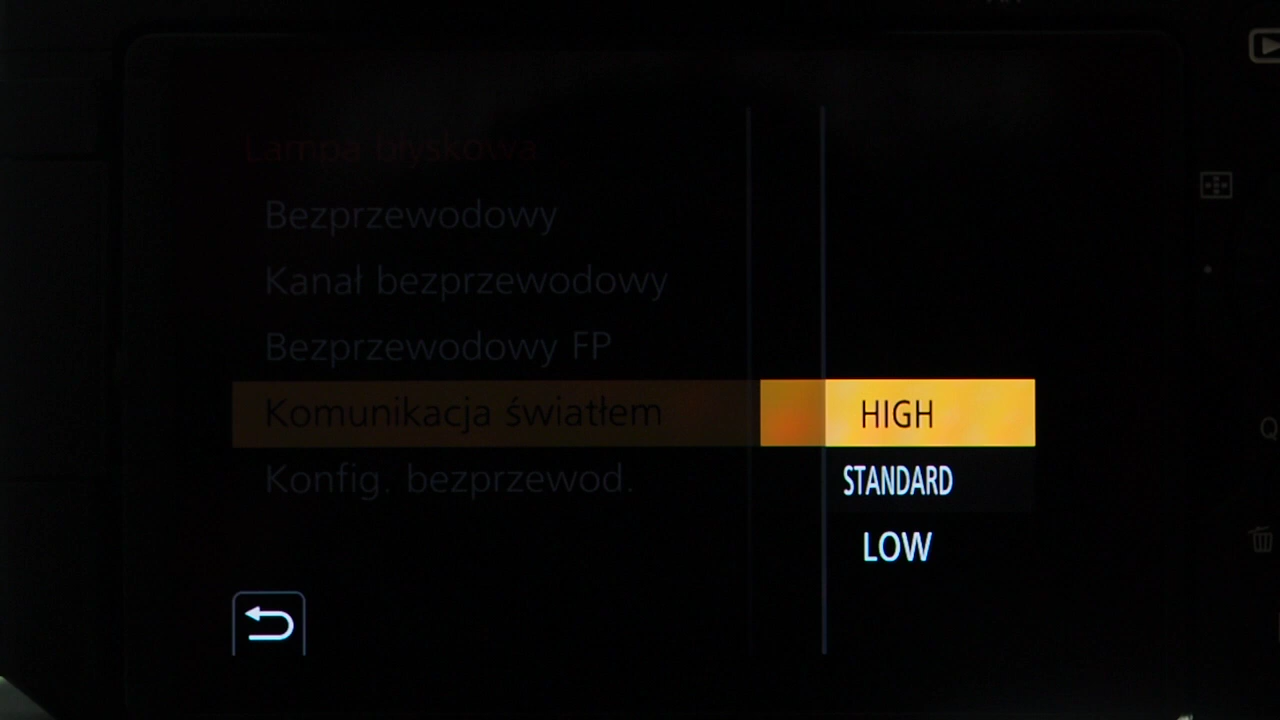 Lampa błyskowa
Bezprzewodowy
Kanał bezprzewodowy
Bezprzewodowy FP
Komunikacja światłem
HIGH
Konfig. bezprzewod.
STANDARD
LOW
Q